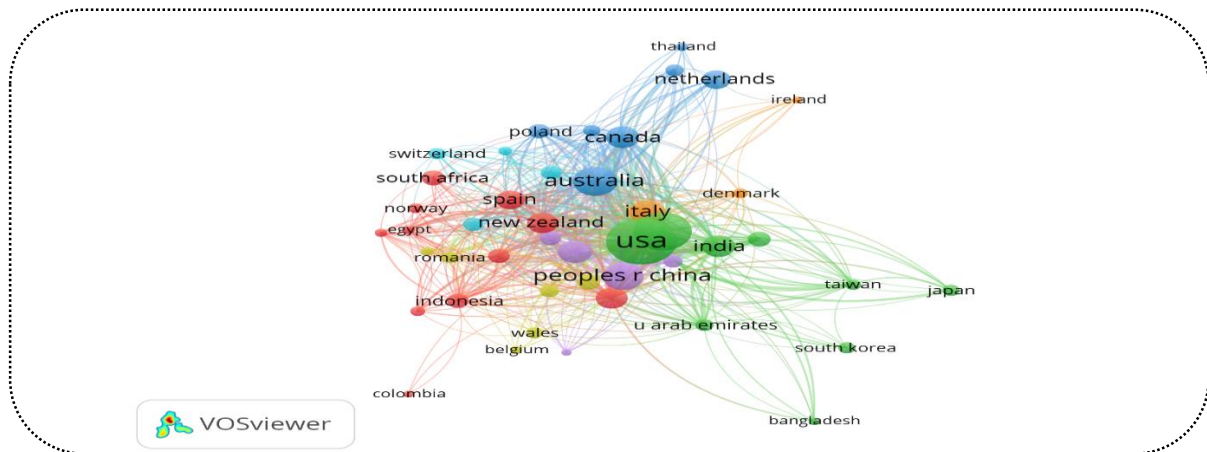 thailand
netherlands
ireland
poland
canada
switzerland
south africa
australia
denmark
spain
norway
italy
new zealand
egypt
usa
india
romania
peoples r china
taiwan
japan
indonesia
u arab emirates
wales
south korea
belgium
colombia
bangladesh
VOSviewer